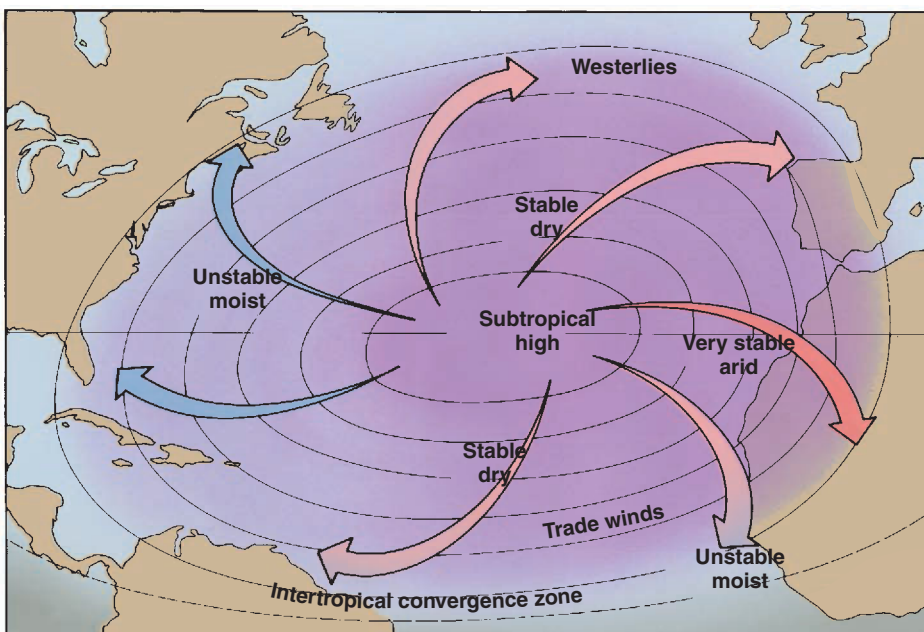 Westerlies
Stable
dry
Unstable
moist
Subtropical
high
Very stable
arid
Stable
dry
Trade winds
Unstable
moist
Intertropical convergence zone